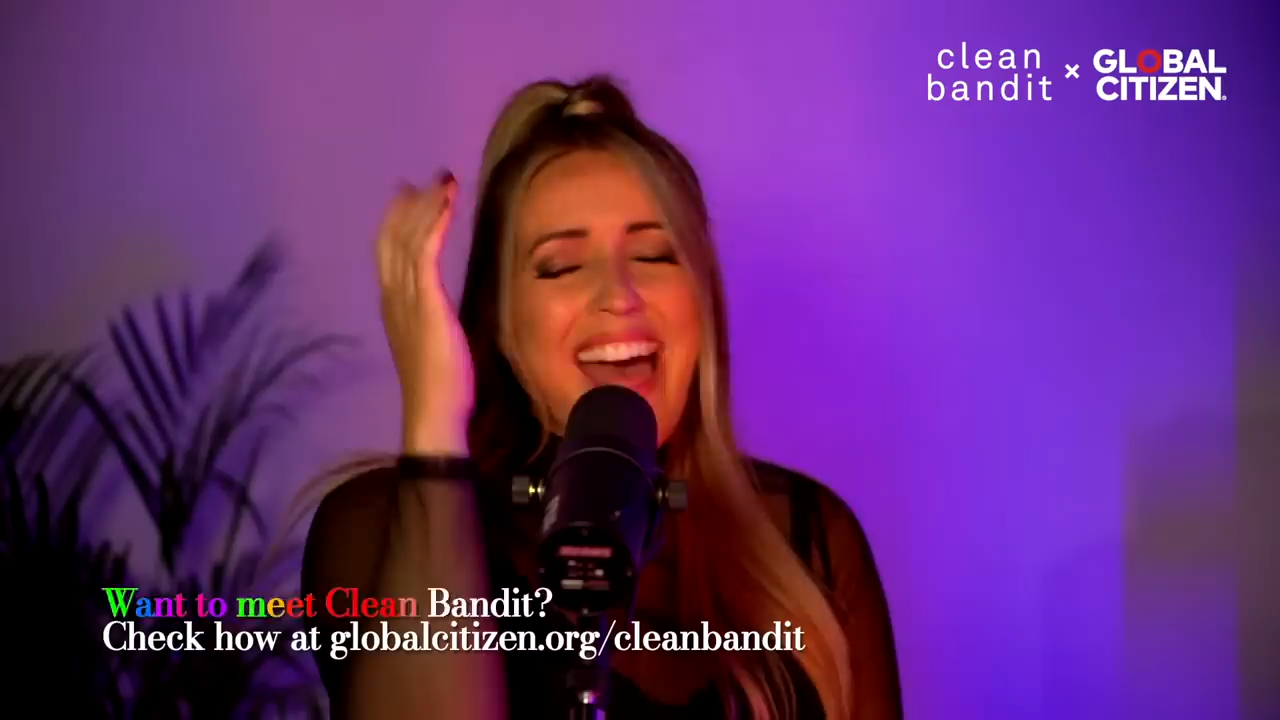 clean
bandit × GLOBAL
CITIZEN.
Want to meet Clean Bandit?
Check how at globalcitizen.org/cleanbandit